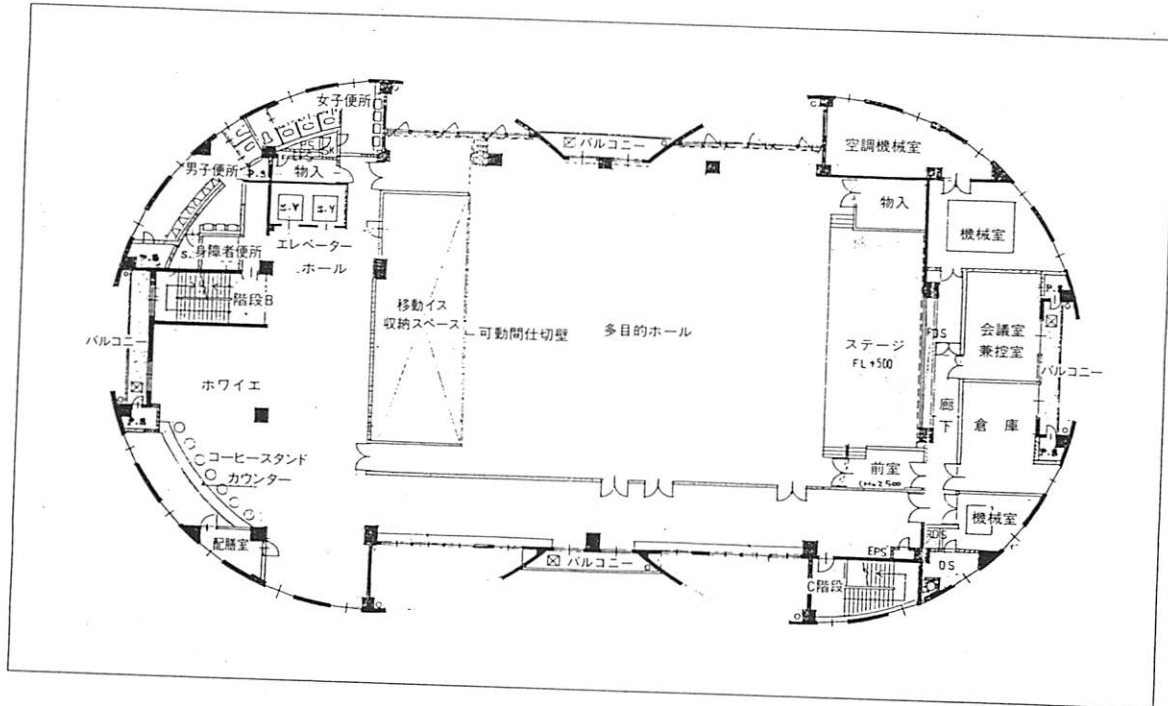 女子便所
バルコニー
空調機械室
男子便所
P.S
物入
S.K
物入
機械室
S.Y
S.Y
身障者便所
エレベーター
ホール
P.S
階段B
バルコニー
移動イス
収納スペース
可動間仕切壁
多目的ホール
ステージ
FL+500
会議室
兼控室
バルコニー
ホワイエ
P.S
廊下
倉庫
P.S
コーヒースタンド
カウンター
前室
CH=2500
配膳室
機械室
EPS
DS
バルコニー
C階段